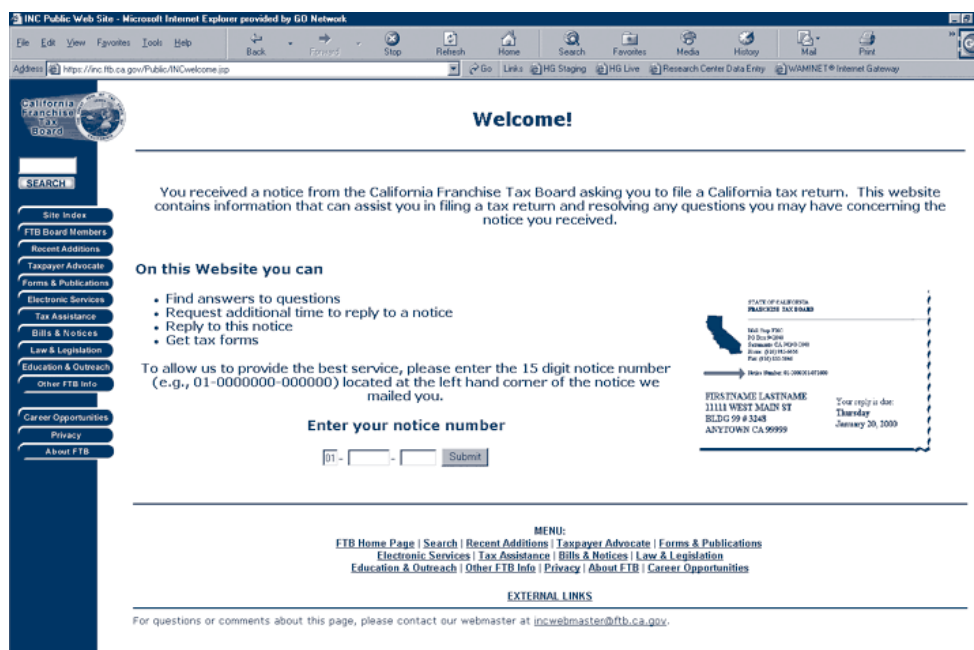 INC Public Web Site - Microsoft Internet Explorer provided by GO Network
File Edit View Favorites Tools Help
Back Forward Stop Refresh Home Search Favorites Media History Mail Print
Address https://inc.ftb.ca.gov/Public/INCwelcome.jsp Go Links HG Staging HG Live Research Center Data Entry WAMINET® Internet Gateway
California
Franchise
Tax
Board
SEARCH
Site Index
FTB Board Members
Recent Additions
Taxpayer Advocate
Forms & Publications
Electronic Services
Tax Assistance
Bills & Notices
Law & Legislation
Education & Outreach
Other FTB Info
Career Opportunities
Privacy
About FTB
Welcome!
You received a notice from the California Franchise Tax Board asking you to file a California tax return. This website
contains information that can assist you in filing a tax return and resolving any questions you may have concerning the
notice you received.
On this Website you can
• Find answers to questions
• Request additional time to reply to a notice
• Reply to this notice
• Get tax forms
To allow us to provide the best service, please enter the 15 digit notice number
(e.g., 01-0000000-000000) located at the left hand corner of the notice we
mailed you.
Enter your notice number
01 - - Submit
STATE OF CALIFORNIA
FRANCHISE TAX BOARD
FIRSTNAME LASTNAME
11111 WEST MAIN ST
BLDG 99 # 3248
ANYTOWN CA 99999
Your reply is due:
Thursday
January 20, 2000
MENU:
FTB Home Page | Search | Recent Additions | Taxpayer Advocate | Forms & Publications
Electronic Services | Tax Assistance | Bills & Notices | Law & Legislation
Education & Outreach | Other FTB Info | Privacy | About FTB | Career Opportunities
EXTERNAL LINKS
For questions or comments about this page, please contact our webmaster at incwebmaster@ftb.ca.gov.